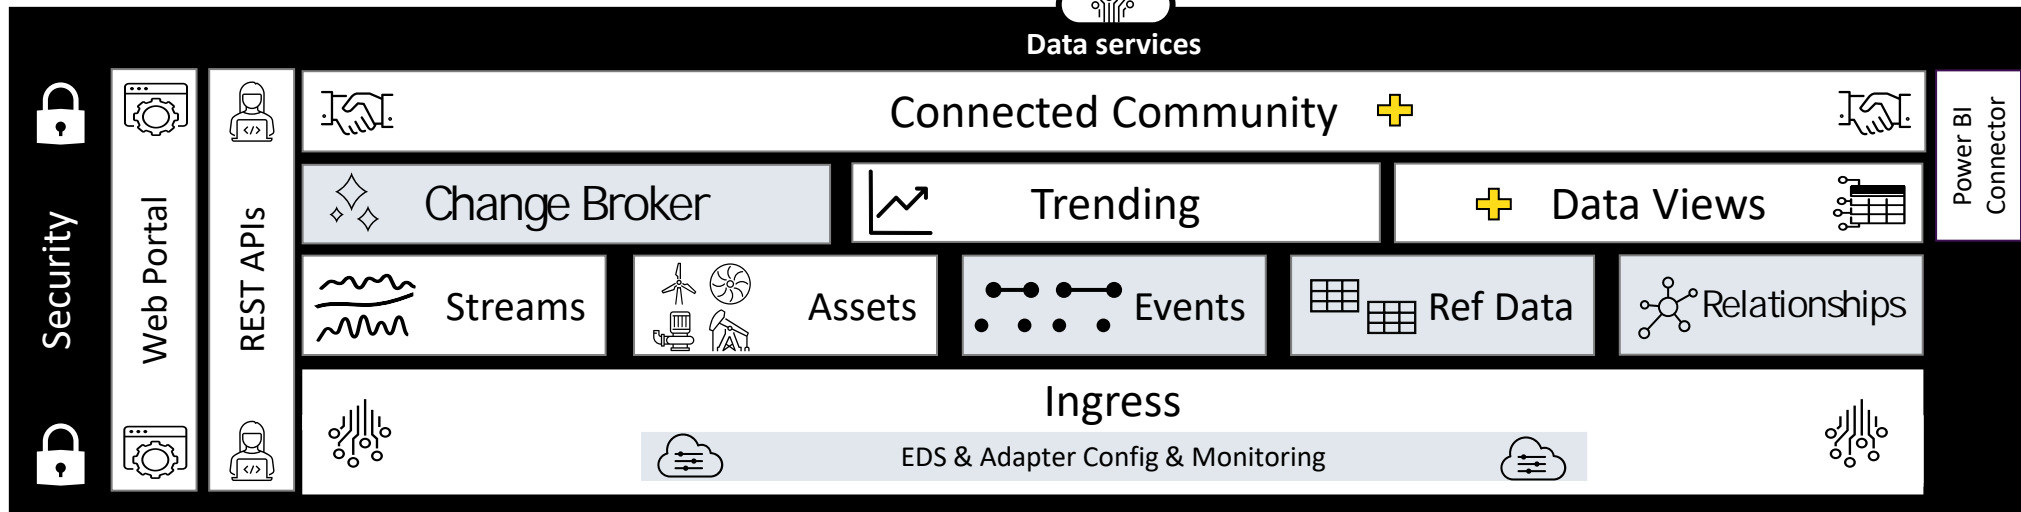 Data services
Security
Web Portal
REST APIs
Connected Community
Power BI
Connector
Change Broker
Trending
Data Views
Streams
Assets
Events
Ref Data
Relationships
Ingress
EDS & Adapter Config & Monitoring